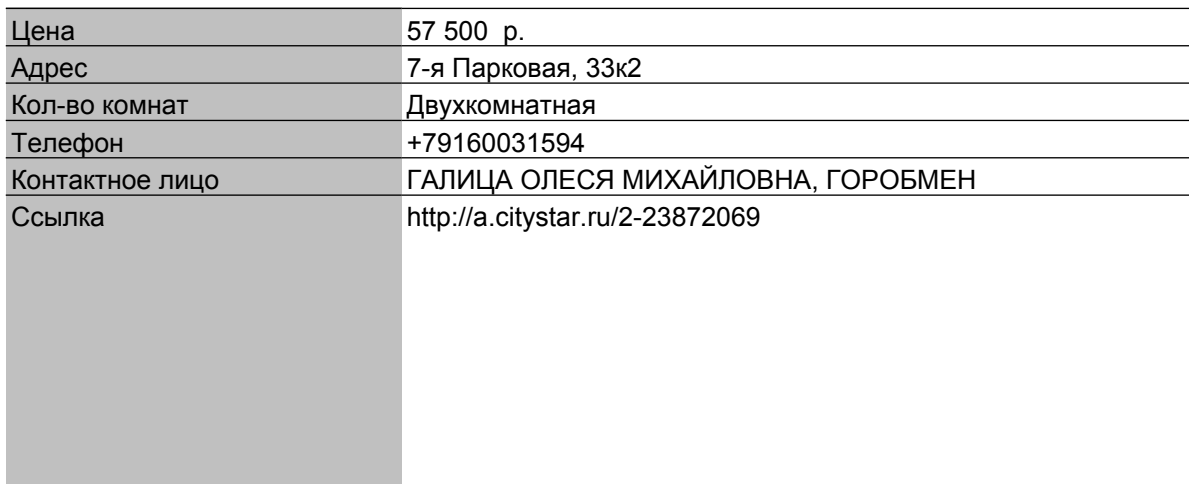 Цена 57 500 р.
Адрес 7-я Парковая, 33к2
Кол-во комнат Двухкомнатная
Телефон +79160031594
Контактное лицо ГАЛИЦА ОЛЕСЯ МИХАЙЛОВНА, ГОРОБМЕН
Ссылка http://a.citystar.ru/2-23872069